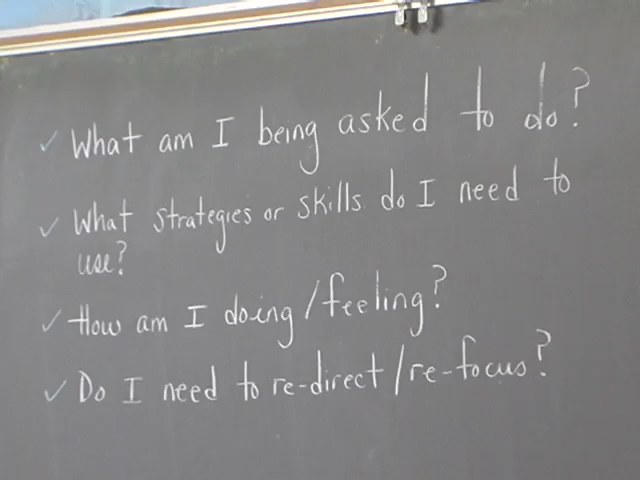 ✓ What am I being asked to do?
✓ What strategies or skills do I need to
use?
✓ How am I doing/feeling?
✓ Do I need to re-direct/re-focus?